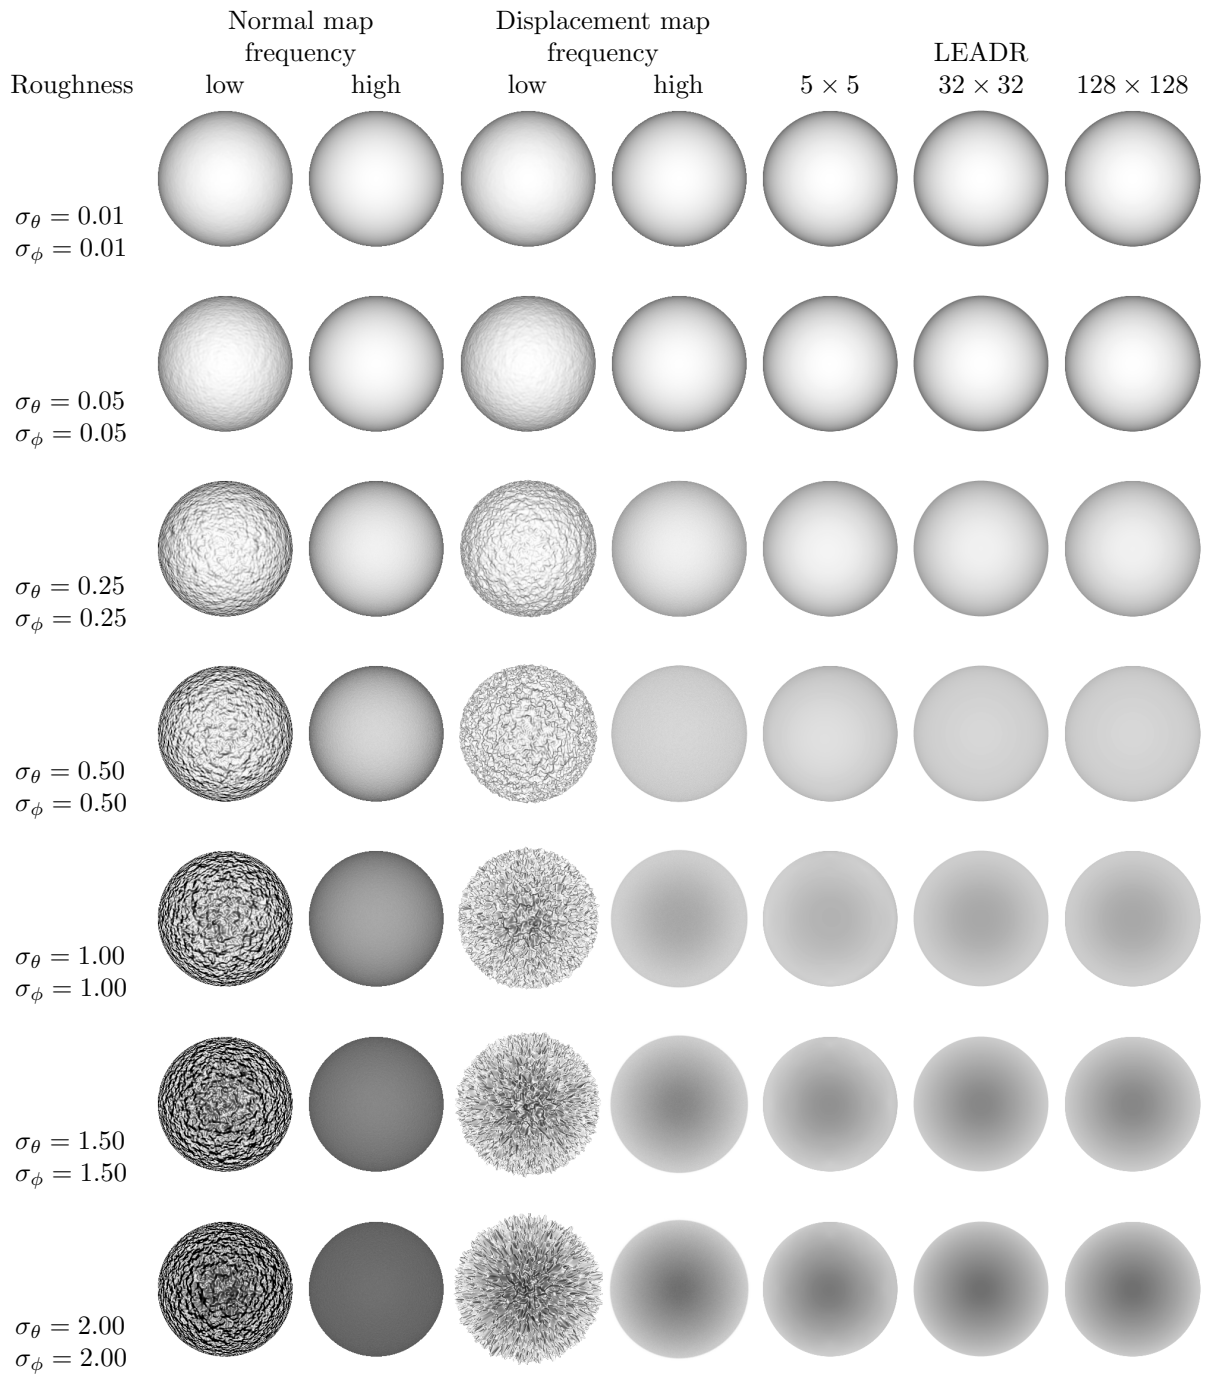 Normal map
Displacement map
frequency
frequency
LEADR
Roughness
low
high
low
high
5 × 5
32 × 32
128 × 128
σθ = 0.01
σϕ = 0.01
σθ = 0.05
σϕ = 0.05
σθ = 0.25
σϕ = 0.25
σθ = 0.50
σϕ = 0.50
σθ = 1.00
σϕ = 1.00
σθ = 1.50
σϕ = 1.50
σθ = 2.00
σϕ = 2.00